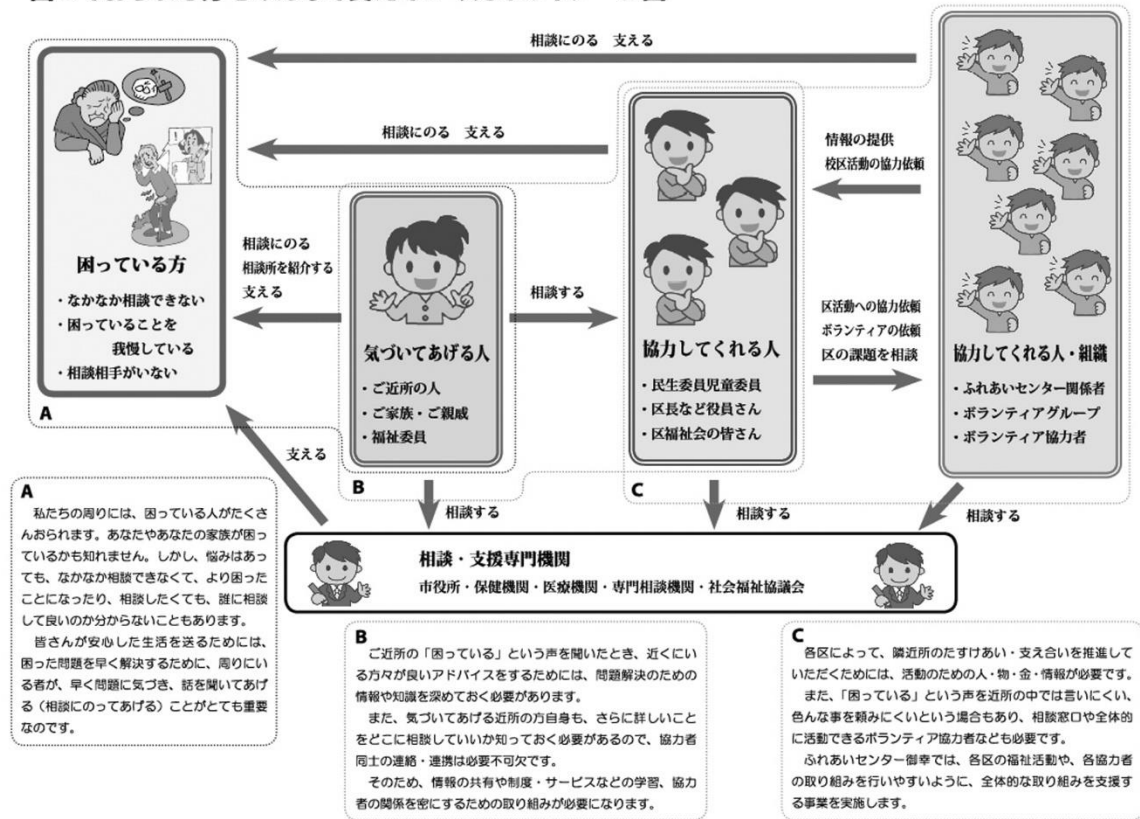 相談にのる 支える
相談にのる 支える
情報の提供
校区活動の協力依頼
困っている方
・なかなか相談できない
・困っていることを
我慢している
・相談相手がいない
A
相談にのる
相談所を紹介する
支える
気づいてあげる人
・ご近所の人
・ご家族・ご親戚
・福祉委員
B
相談する
協力してくれる人
・民生委員児童委員
・区長など役員さん
・区福祉会の皆さん
C
区活動への協力依頼
ボランティアの依頼
区の課題を相談
協力してくれる人・組織
・ふれあいセンター関係者
・ボランティアグループ
・ボランティア協力者
支える
相談する
相談する
相談する
相談・支援専門機関
市役所・保健機関・医療機関・専門相談機関・社会福祉協議会
A
私たちの周りには、困っている人がたくさ
んおられます。あなたやあなたの家族が困っ
ているかも知れません。しかし、悩みはあっ
ても、なかなか相談できなくて、より困った
ことになったり、相談したくても、誰に相談
して良いのか分からないこともあります。
皆さんが安心した生活を送るためには、
困った問題を早く解決するために、周りにい
る者が、早く問題に気づき、話を聞いてあげ
る（相談にのってあげる）ことがとても重要
なのです。
B
ご近所の「困っている」という声を聞いたとき、近くにい
る方々が良いアドバイスをするためには、問題解決のための
情報や知識を深めておく必要があります。
また、気づいてあげる近所の方自身も、さらに詳しいこと
をどこに相談していいか知っておく必要があるので、協力者
同士の連絡・連携は必要不可欠です。
そのため、情報の共有や制度・サービスなどの学習、協力
者の関係を密にするための取り組みが必要になります。
C
各区によって、隣近所のたすけあい・支え合いを推進して
いただくためには、活動のための人・物・金・情報が必要です。
また、「困っている」という声を近所の中では言いにくい、
色んな事を頼みにくいという場合もあり、相談窓口や全体的
に活動できるボランティア協力者なども必要です。
ふれあいセンター御幸では、各区の福祉活動や、各協力者
の取り組みを行いやすいように、全体的な取り組みを支援す
る事業を実施します。